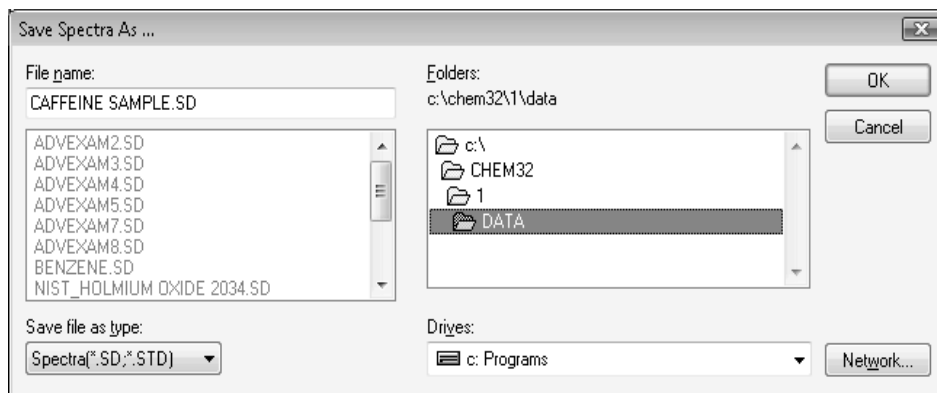 Save Spectra As ...
File name:
CAFFEINE SAMPLE.SD
ADVEXAM2.SD
ADVEXAM3.SD
ADVEXAM4.SD
ADVEXAM5.SD
ADVEXAM7.SD
ADVEXAM8.SD
BENZENE.SD
NIST_HOLMIUM OXIDE 2034.SD
Save file as type:
Spectra(*.SD;*.STD)
Folders:
c:\chem32\1\data
c:\
CHEM32
1
DATA
Drives:
c: Programs
OK
Cancel
Network...